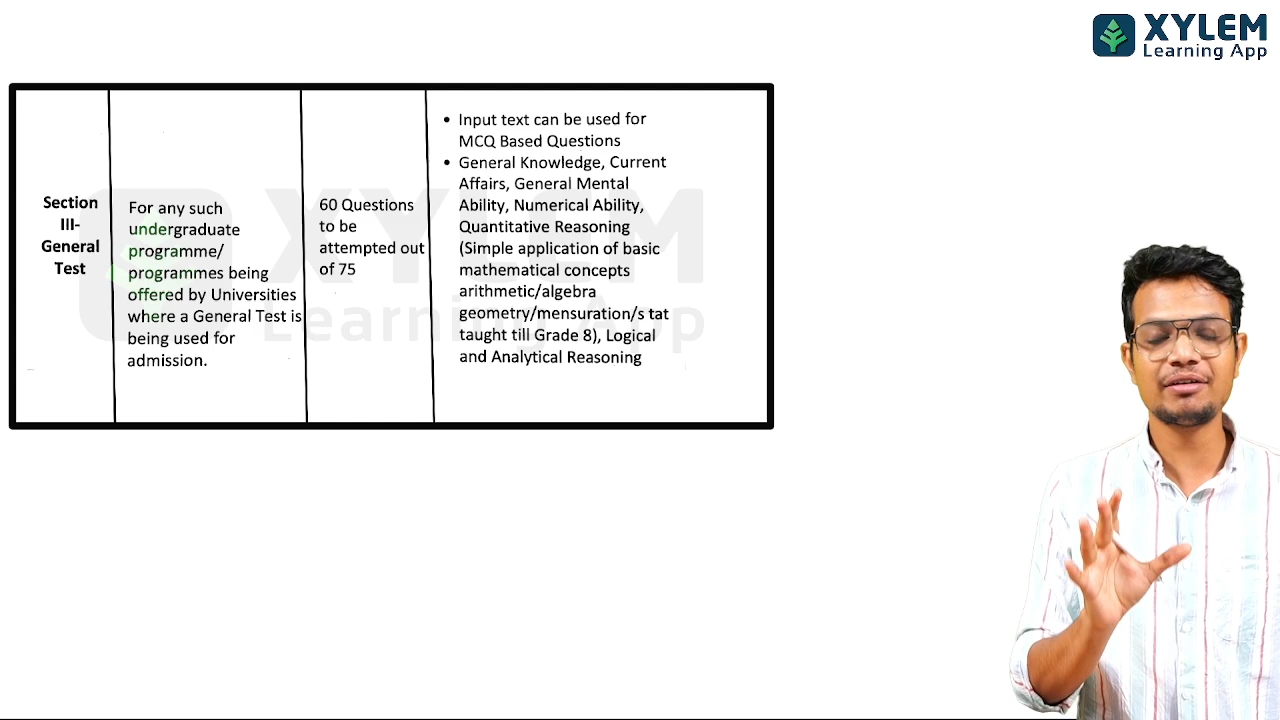 XYLEM
Learning App
Section
III-
General
Test
For any such
undergraduate
programme/
programmes being
offered by Universities
where a General Test is
being used for
admission.
60 Questions
to be
attempted out
of 75
• Input text can be used for
MCQ Based Questions
• General Knowledge, Current
Affairs, General Mental
Ability, Numerical Ability,
Quantitative Reasoning
(Simple application of basic
mathematical concepts
arithmetic/algebra
geometry/mensuration/s tat
taught till Grade 8), Logical
and Analytical Reasoning
XYLEM
Learning App